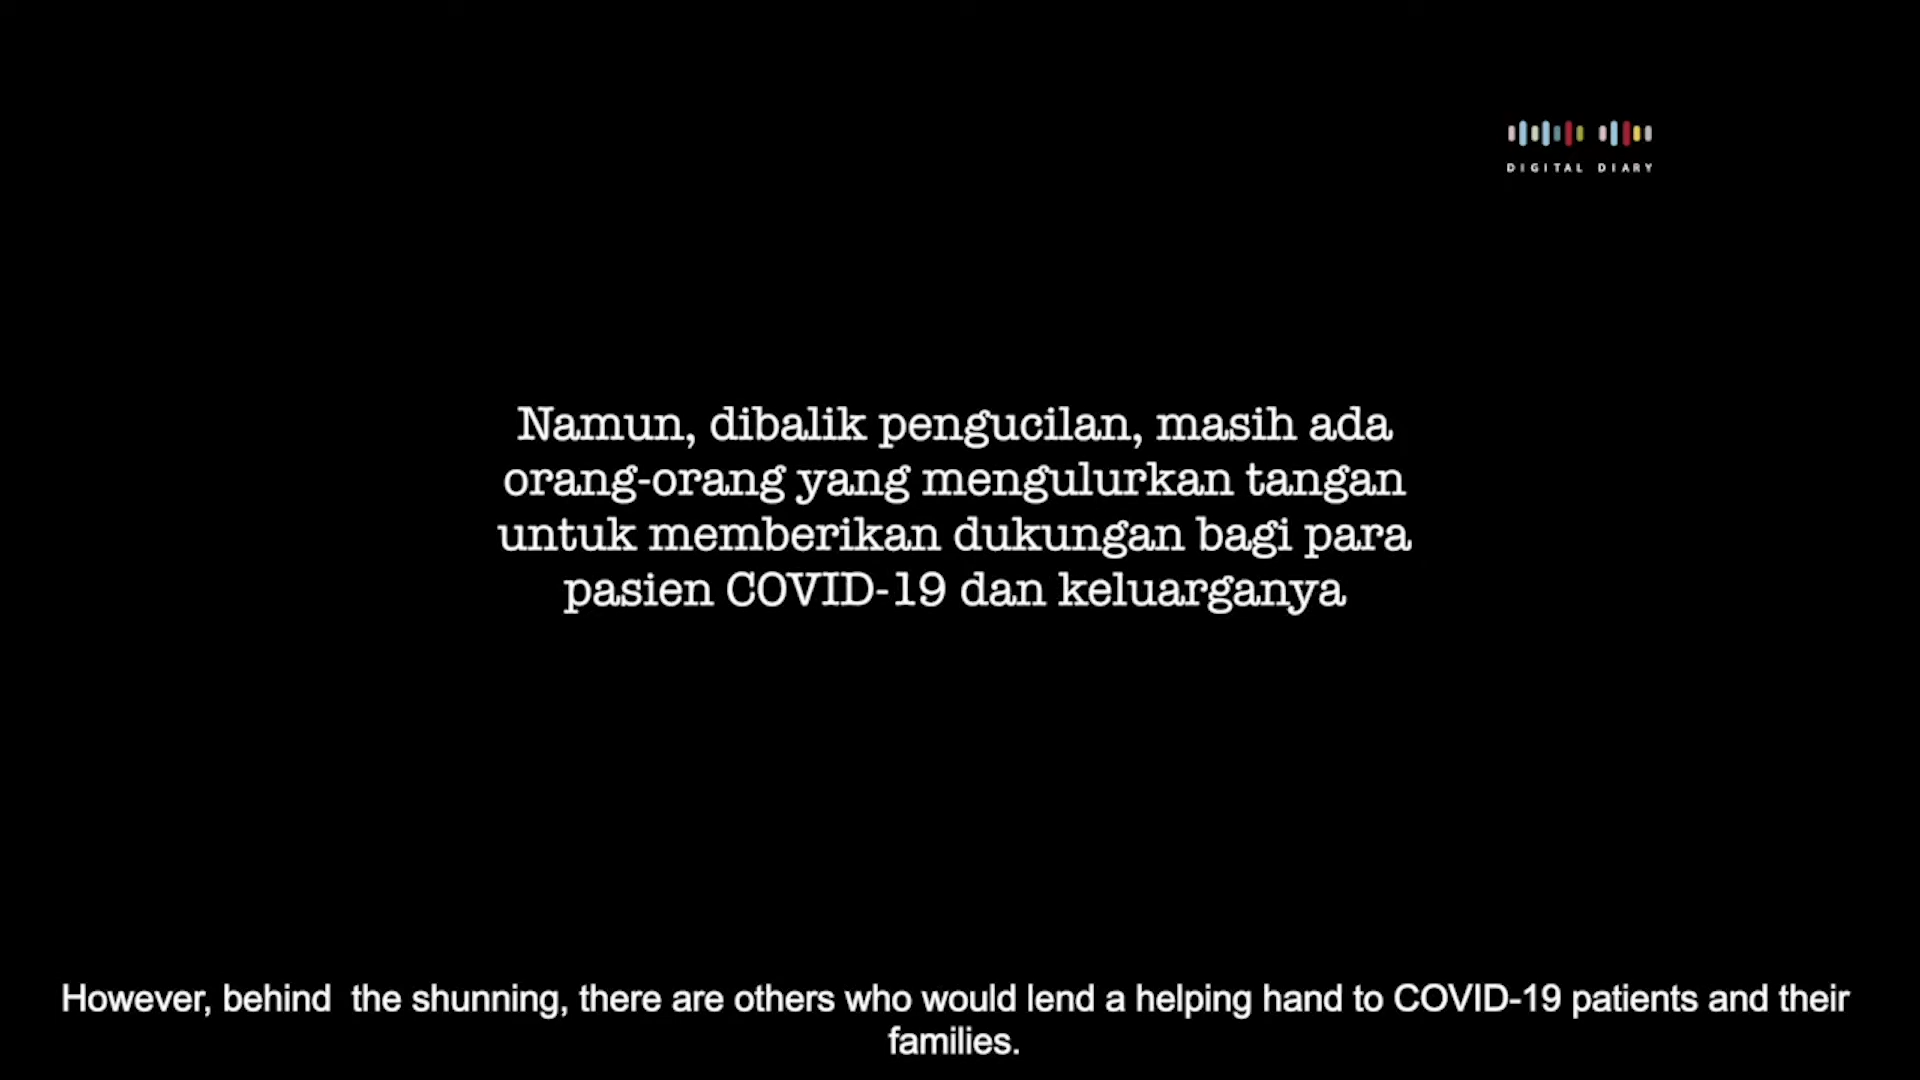 DIGITAL DIARY
Namun, dibalik pengucilan, masih ada
orang-orang yang mengulurkan tangan
untuk memberikan dukungan bagi para
pasien COVID-19 dan keluarganya
However, behind  the shunning, there are others who would lend a helping hand to COVID-19 patients and their
families.